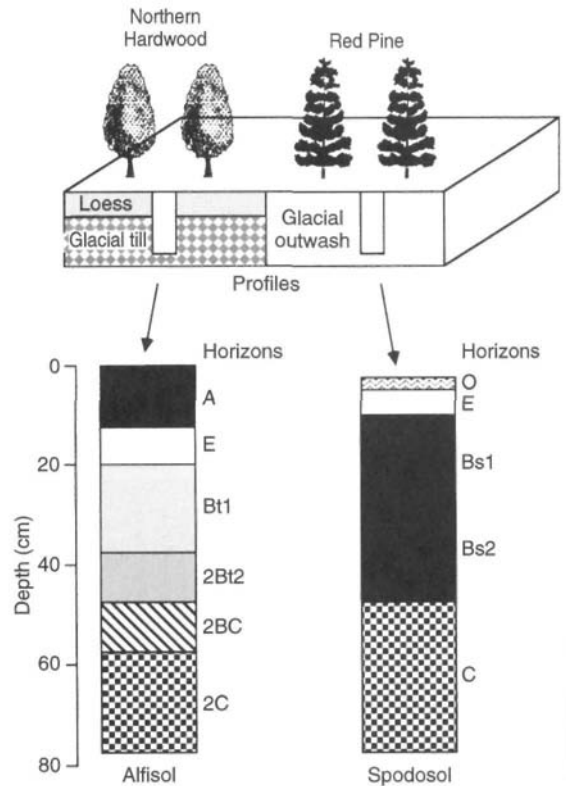 Northern
Hardwood
Red Pine
Loess
Glacial till
Glacial
outwash
Profiles
Horizons
Horizons
Depth (cm)
0
20
40
60
80
A
E
Bt1
2Bt2
2BC
2C
Alfisol
O
E
Bs1
Bs2
C
Spodosol